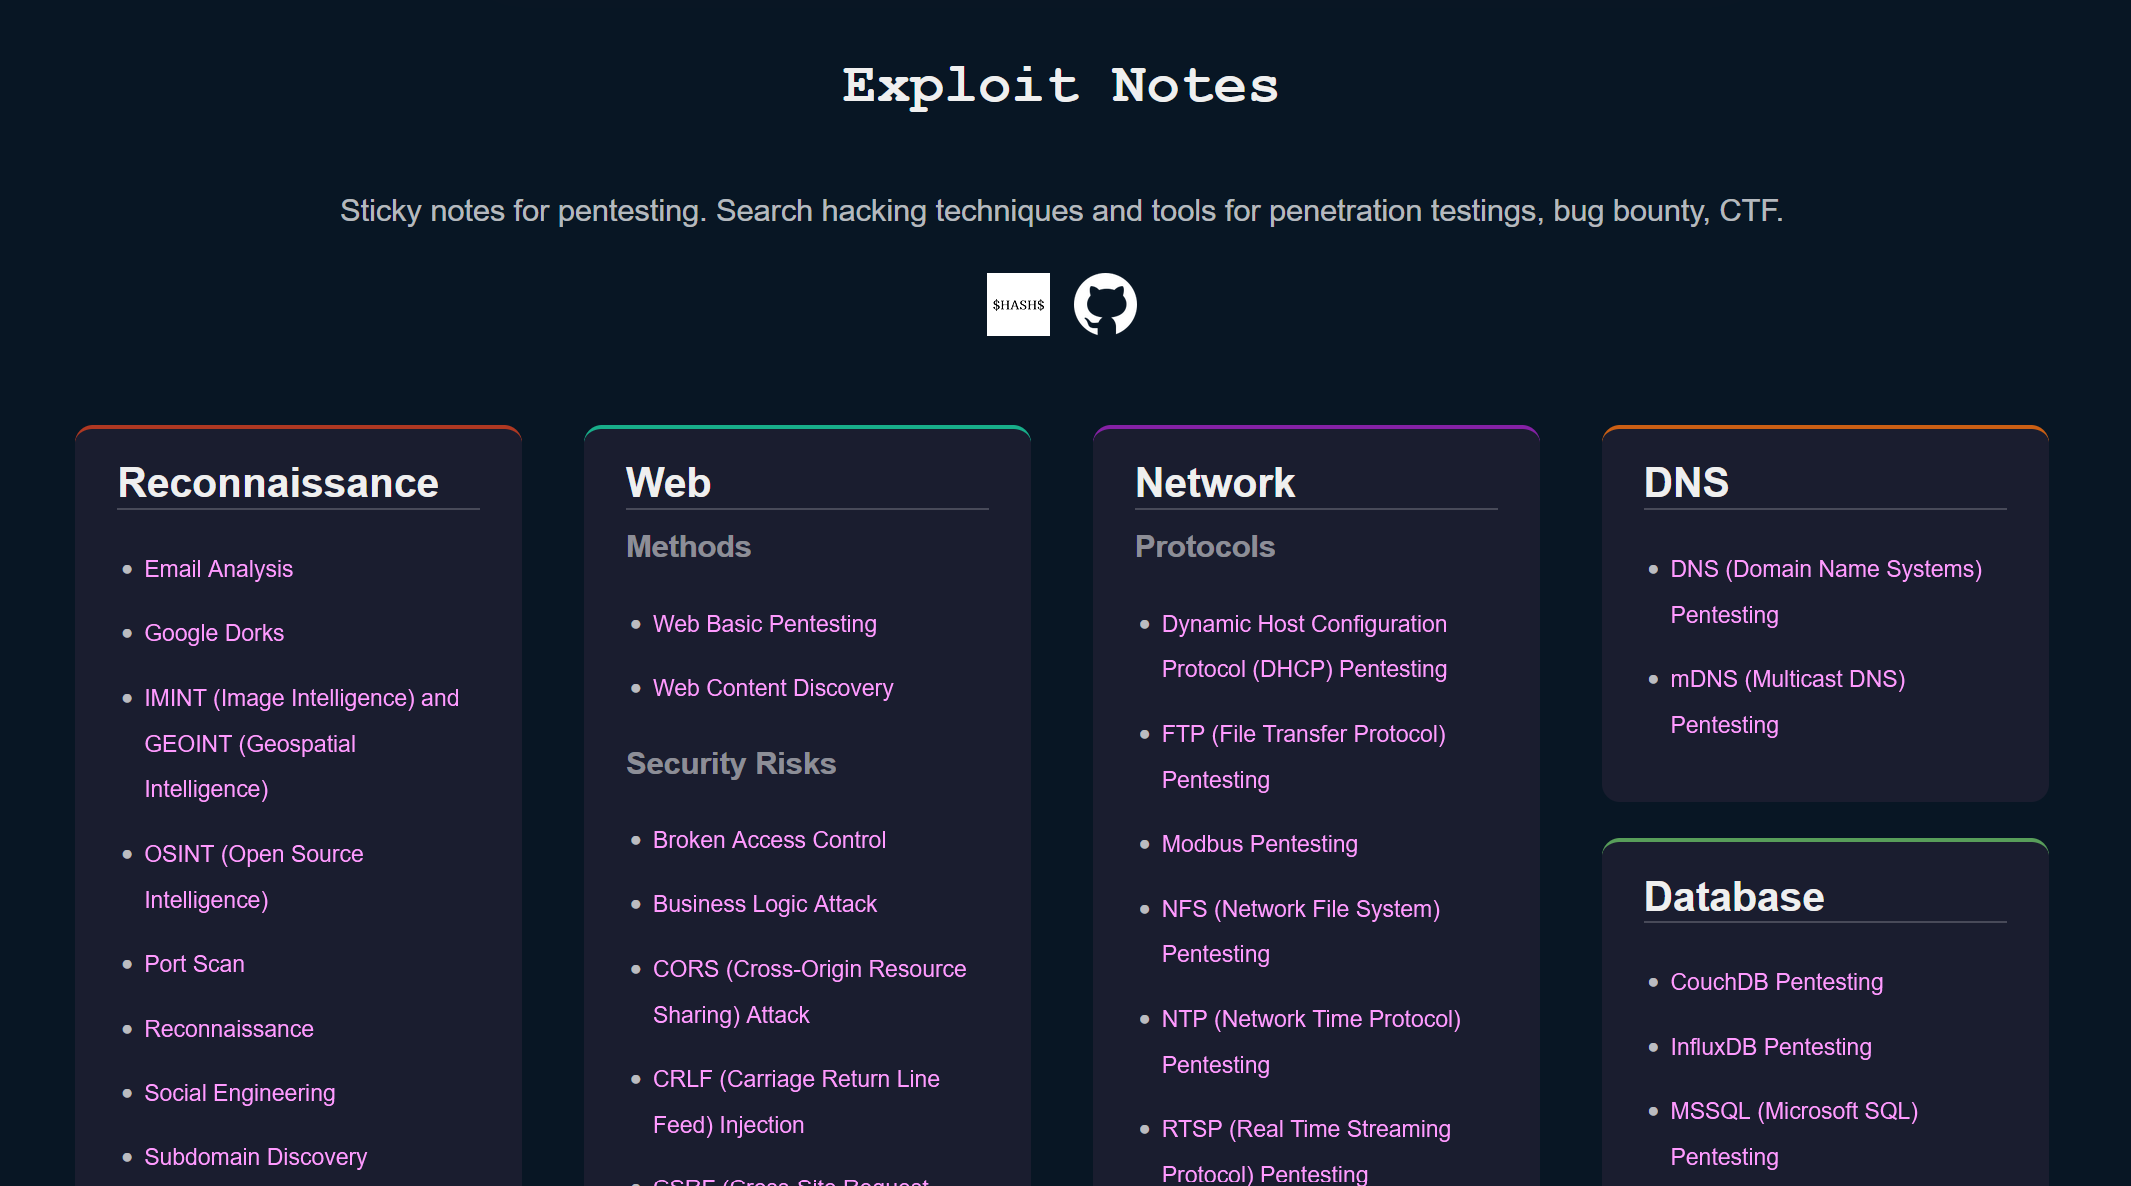 Exploit Notes
Sticky notes for pentesting. Search hacking techniques and tools for penetration testings, bug bounty, CTF.
$HASH$
Reconnaissance
Email Analysis
Google Dorks
IMINT (Image Intelligence) and
GEOINT (Geospatial
Intelligence)
OSINT (Open Source
Intelligence)
Port Scan
Reconnaissance
Social Engineering
Subdomain Discovery
Web
Methods
Web Basic Pentesting
Web Content Discovery
Security Risks
Broken Access Control
Business Logic Attack
CORS (Cross-Origin Resource
Sharing) Attack
CRLF (Carriage Return Line
Feed) Injection
CSRF (Cross-Site Request
Network
Protocols
Dynamic Host Configuration
Protocol (DHCP) Pentesting
FTP (File Transfer Protocol)
Pentesting
Modbus Pentesting
NFS (Network File System)
Pentesting
NTP (Network Time Protocol)
Pentesting
RTSP (Real Time Streaming
Protocol) Pentesting
DNS
DNS (Domain Name Systems)
Pentesting
mDNS (Multicast DNS)
Pentesting
Database
CouchDB Pentesting
InfluxDB Pentesting
MSSQL (Microsoft SQL)
Pentesting